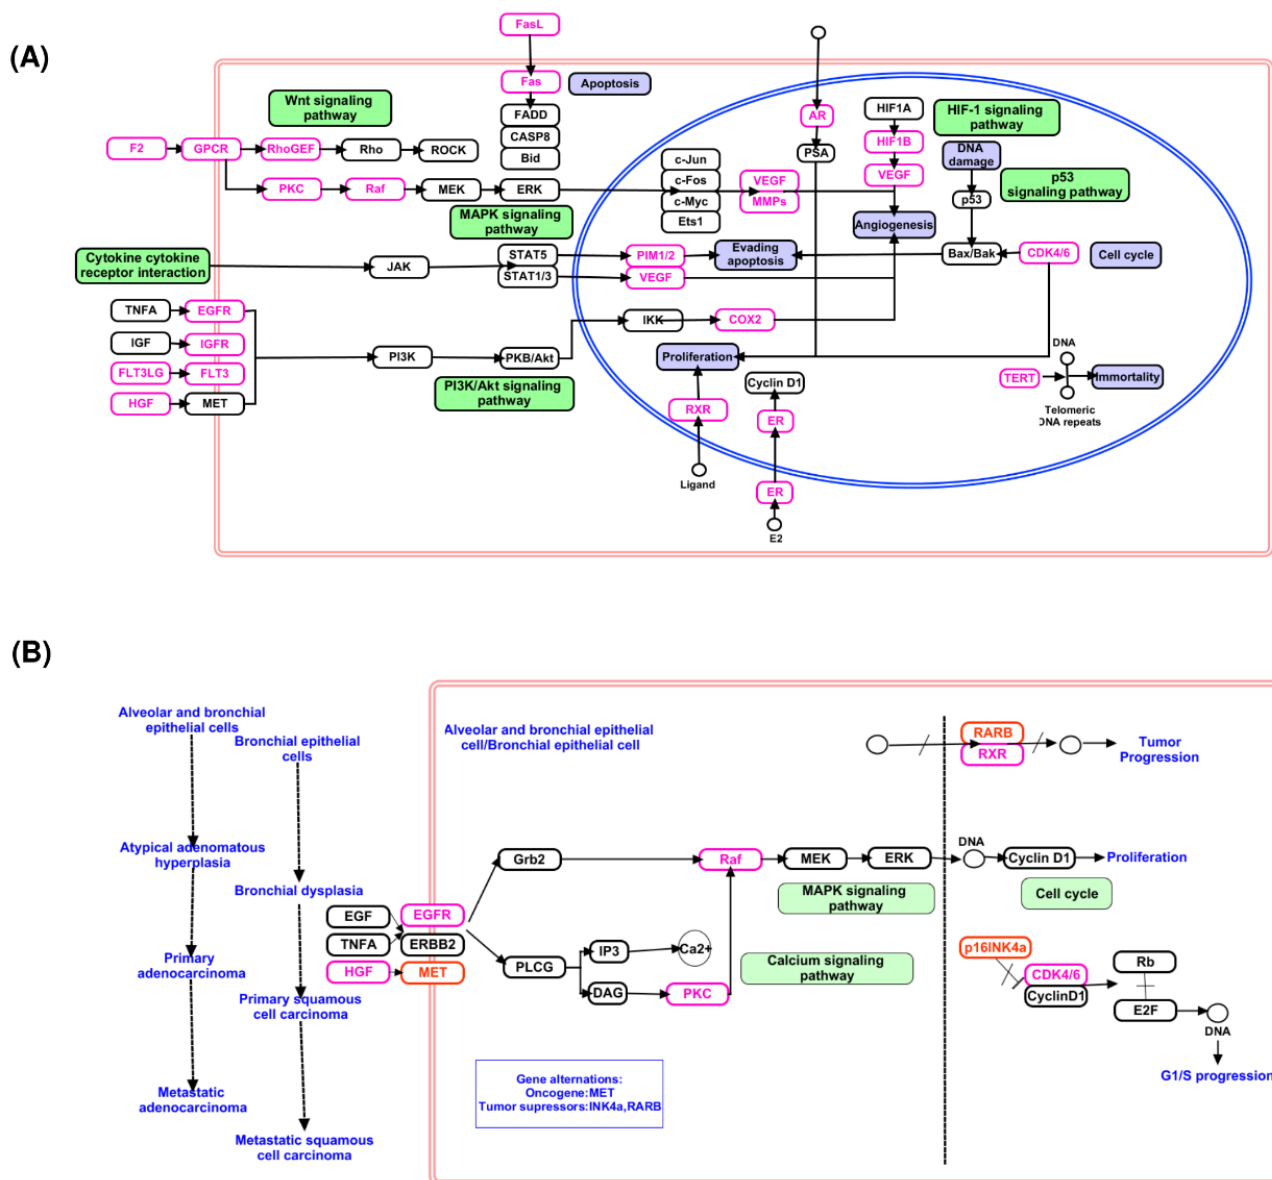 (A)
FasL
Fas
Apoptosis
FADD
CASP8
Bid
Wnt signaling
pathway
F2
GPCR
RhoGEF
Rho
ROCK
PKC
Raf
MEK
ERK
MAPK signaling
pathway
c-Jun
c-Fos
c-Myc
Ets1
VEGF
MMPs
AR
PSA
HIF1A
HIF1B
VEGF
Angiogenesis
HIF-1 signaling
pathway
DNA
damage
p53
signaling pathway
p53
Bax/Bak
CDK4/6
Cell cycle
Cytokine cytokine
receptor interaction
JAK
STAT5
STAT1/3
PIM1/2
VEGF
Evading
apoptosis
TNFA
EGFR
IGF
IGFR
FLT3LG
FLT3
HGF
MET
PI3K
PKB/Akt
PI3K/Akt signaling
pathway
IKK
COX2
Proliferation
RXR
Ligand
Cyclin D1
ER
ER
E2
DNA
TERT
Immortality
Telomeric
DNA repeats
(B)
Alveolar and bronchial
epithelial cells
Bronchial epithelial
cells
Atypical adenomatous
hyperplasia
Bronchial dysplasia
Primary
adenocarcinoma
Primary squamous
cell carcinoma
Metastatic
adenocarcinoma
Metastatic squamous
cell carcinoma
Alveolar and bronchial epithelial
cell/Bronchial epithelial cell
EGF
TNFA
HGF
EGFR
ERBB2
MET
Grb2
PLCG
IP3
DAG
Ca2+
PKC
Raf
MEK
ERK
MAPK signaling
pathway
Calcium signaling
pathway
RARB
RXR
Tumor
Progression
DNA
Cyclin D1
Proliferation
Cell cycle
p16INK4a
CDK4/6
CyclinD1
Rb
E2F
DNA
G1/S progression
Gene alternations:
Oncogene:MET
Tumor supressors:INK4a,RARB